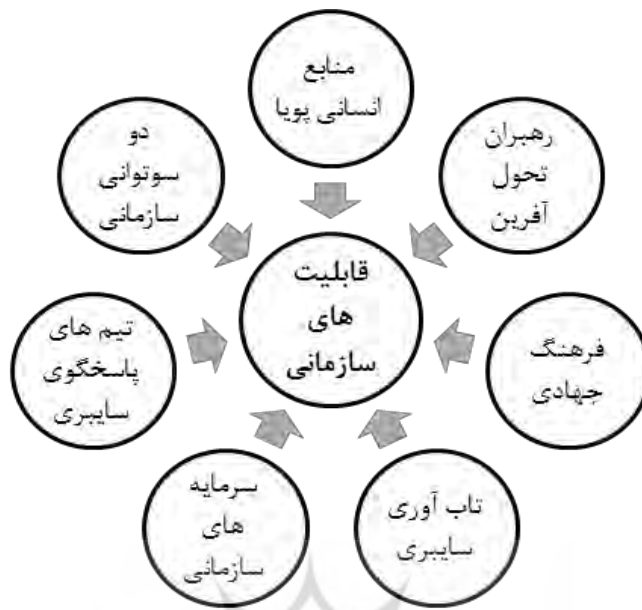 منابع
انسانی پویا
رهبران
تحول
آفرین
فرهنگ
جهادی
تاب آوری
سایبری
سرمایه
های
سازمانی
تیم های
پاسخگوی
سایبری
دو
سوتوانی
سازمانی
قابلیت
های
سازمانی